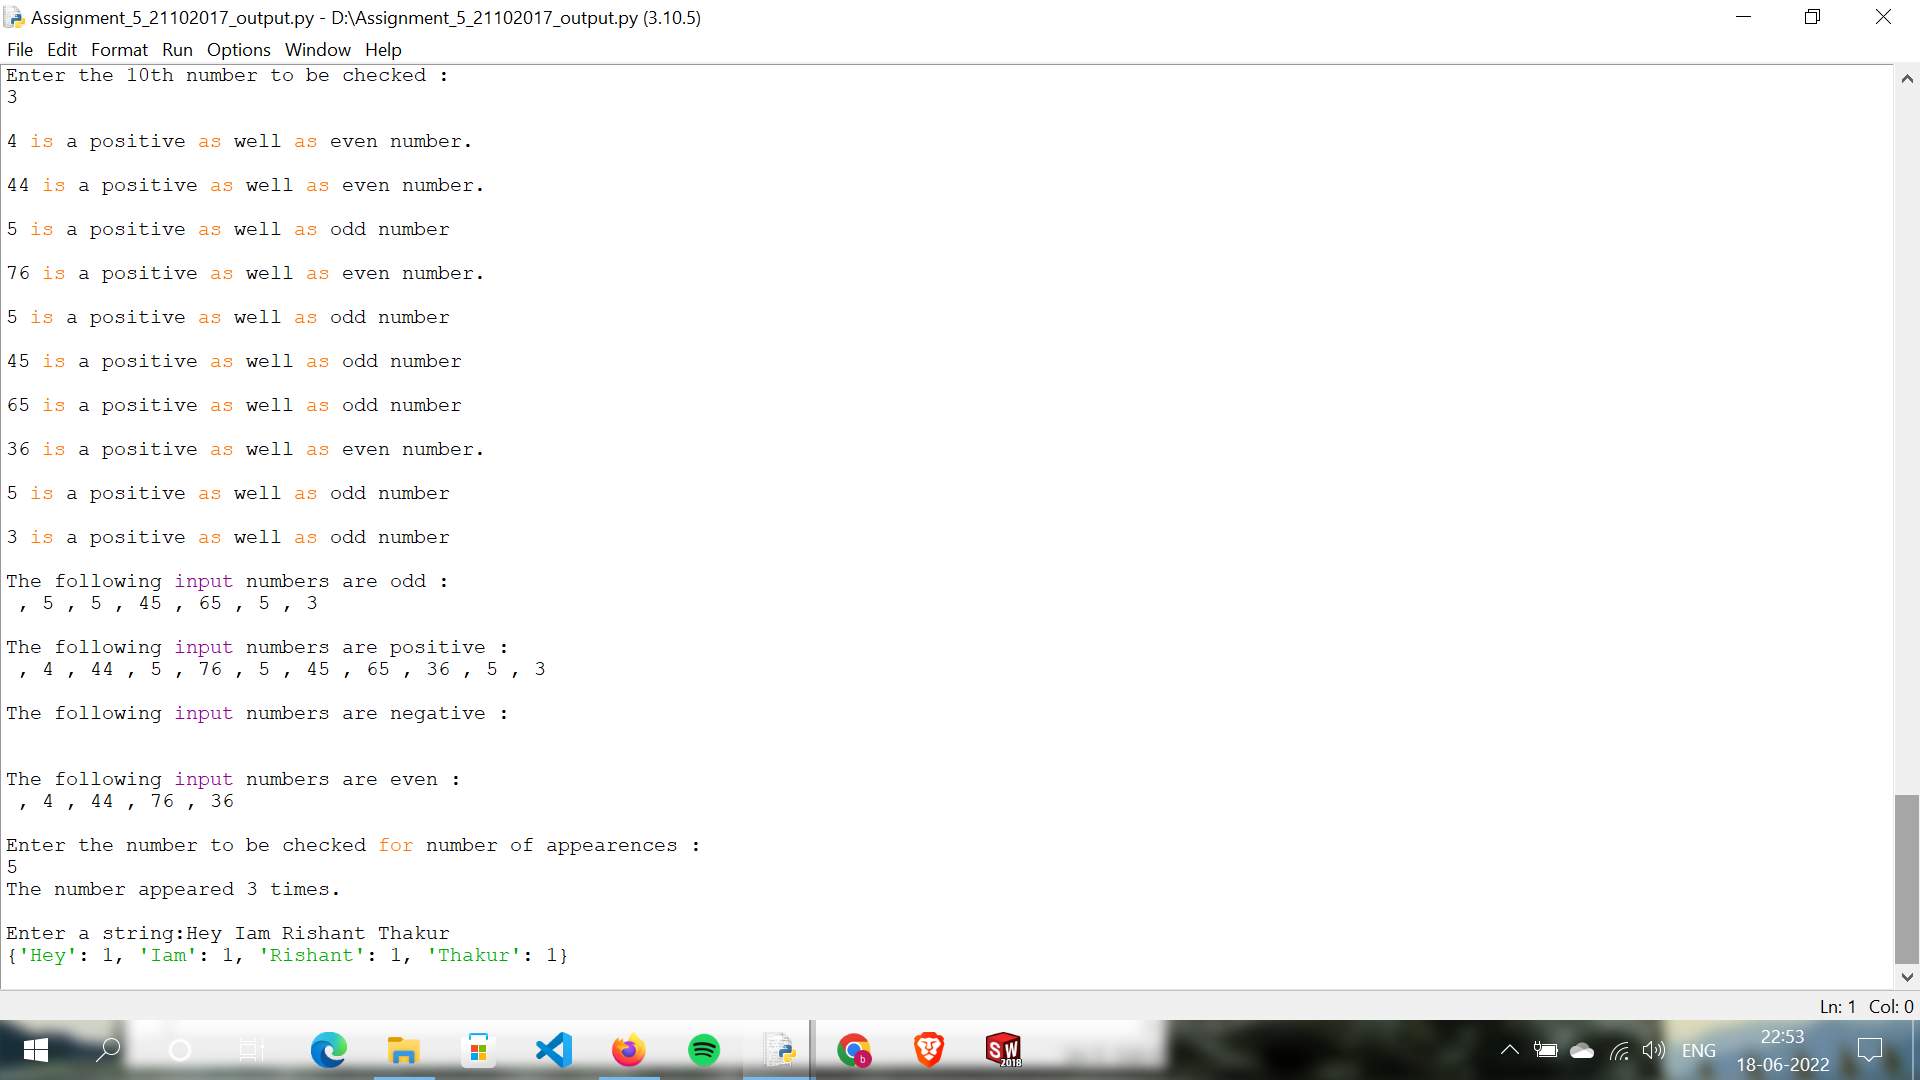 Assignment_5_21102017_output.py - D:\Assignment_5_21102017_output.py (3.10.5)
File Edit Format Run Options Window Help
Enter the 10th number to be checked :
3
4 is a positive as well as even number.
44 is a positive as well as even number.
5 is a positive as well as odd number
76 is a positive as well as even number.
5 is a positive as well as odd number
45 is a positive as well as odd number
65 is a positive as well as odd number
36 is a positive as well as even number.
5 is a positive as well as odd number
3 is a positive as well as odd number
The following input numbers are odd :
, 5 , 5 , 45 , 65 , 5 , 3
The following input numbers are positive :
, 4 , 44 , 5 , 76 , 5 , 45 , 65 , 36 , 5 , 3
The following input numbers are negative :
The following input numbers are even :
, 4 , 44 , 76 , 36
Enter the number to be checked for number of appearences :
5
The number appeared 3 times.
Enter a string:Hey Iam Rishant Thakur
{'Hey': 1, 'Iam': 1, 'Rishant': 1, 'Thakur': 1}
Ln: 1 Col: 0
b
SW
2018
ENG
22:53
18-06-2022